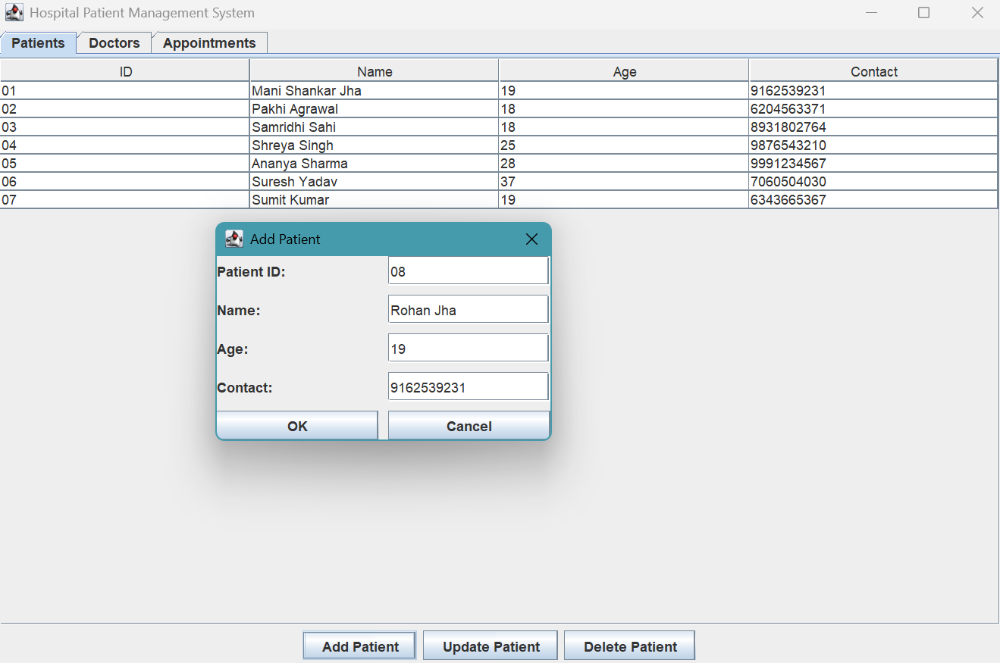 Hospital Patient Management System
Patients Doctors Appointments
ID Name Age Contact
01 Mani Shankar Jha 19 9162539231
02 Pakhi Agrawal 18 6204563371
03 Samridhi Sahi 18 8931802764
04 Shreya Singh 25 9876543210
05 Ananya Sharma 28 9991234567
06 Suresh Yadav 37 7060504030
07 Sumit Kumar 19 6343665367
Add Patient
Patient ID: 08
Name: Rohan Jha
Age: 19
Contact: 9162539231
OK Cancel
Add Patient Update Patient Delete Patient